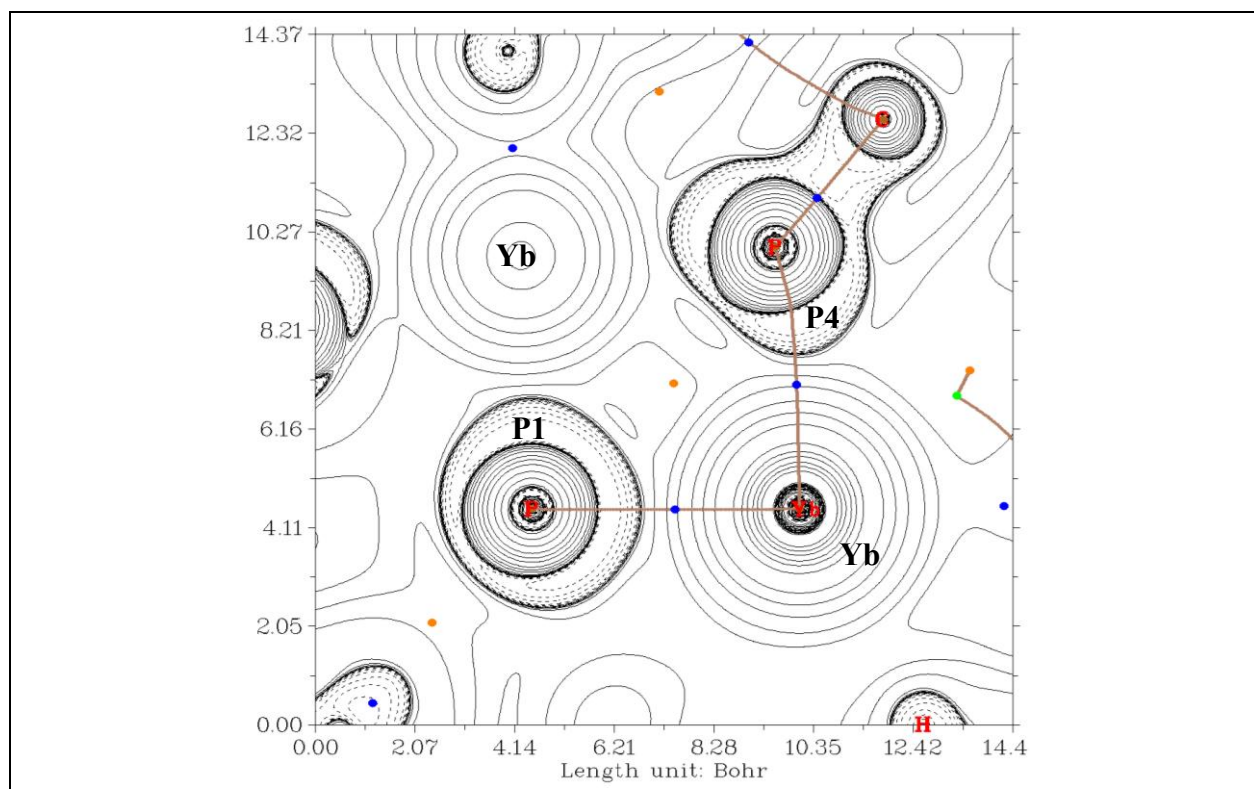 14.37
12.32
C
10.27
Yb
P
8.21
P4
6.16
P1
P
Yb
4.11
Yb
2.05
0.00
H
0.00 2.07 4.14 6.21 8.28 10.35 12.42 14.4
Length unit: Bohr